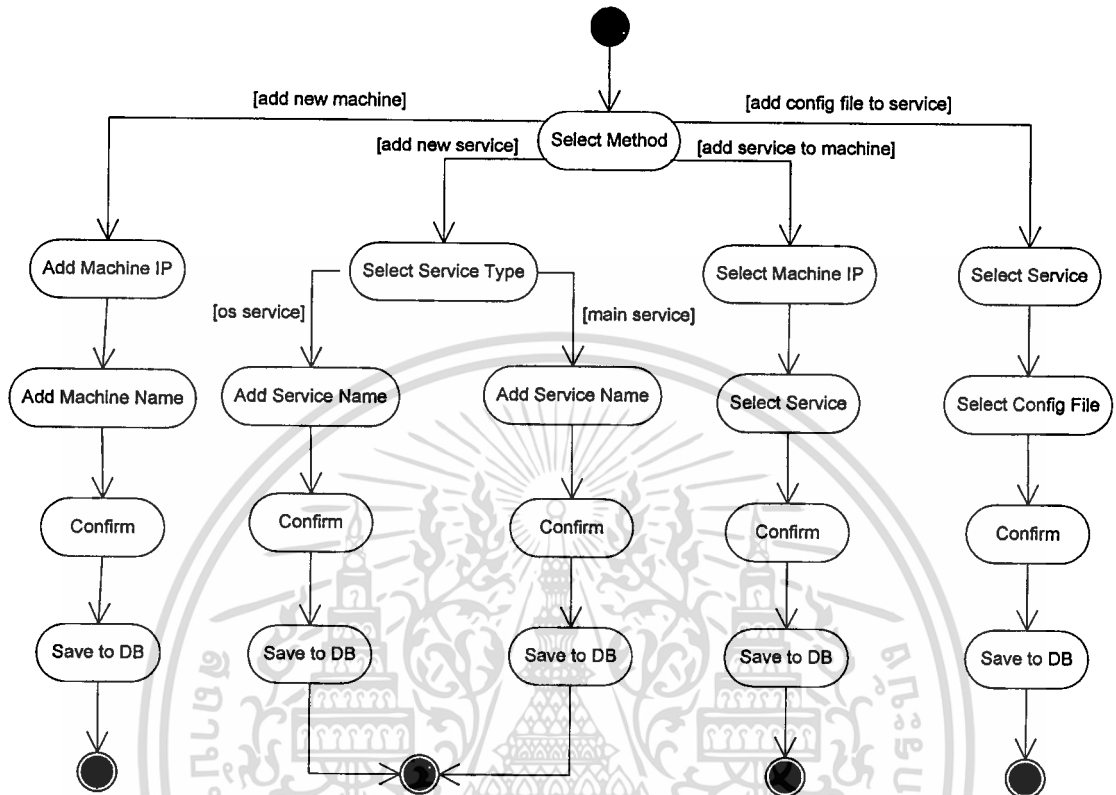 [add new machine]
[add config file to service]
Select Method
[add new service]
[add service to machine]
Add Machine IP
Select Service Type
Select Machine IP
Select Service
[os service]
[main service]
Add Machine Name
Add Service Name
Add Service Name
Select Service
Select Config File
Confirm
Confirm
Confirm
Confirm
Confirm
Save to DB
Save to DB
Save to DB
Save to DB
Save to DB